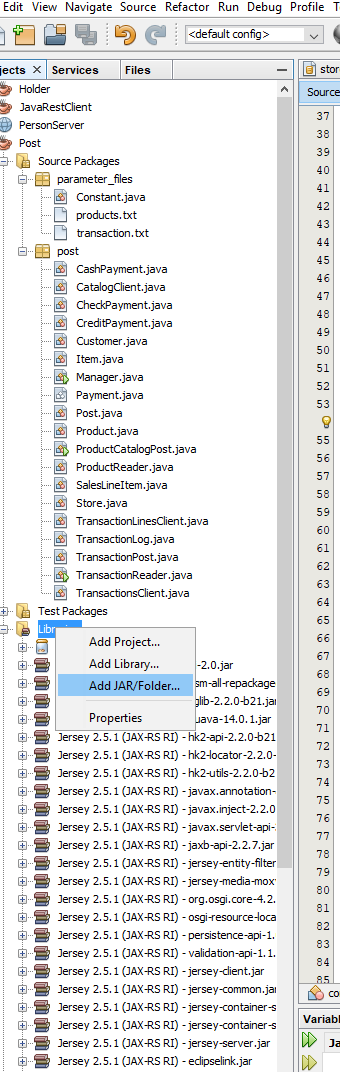 Edit View Navigate Source Refactor Run Debug Profile
<default config>
Services Files
Source
Holder
JavaRestClient
PersonServer
Post
Source Packages
parameter_files
Constant.java
products.txt
transaction.txt
post
CashPayment.java
CatalogClient.java
CheckPayment.java
CreditPayment.java
Customer.java
Item.java
Manager.java
Payment.java
Post.java
Product.java
ProductCatalogPost.java
ProductReader.java
SalesLineItem.java
Store.java
TransactionLinesClient.java
TransactionLog.java
TransactionPost.java
TransactionReader.java
TransactionsClient.java
Test Packages
Add Project...
Add Library...
Add JAR/Folder...
Properties
-2.0.jar
sm-all-repackage
glib-2.2.0-b21.jar
uava-14.0.1.jar
Jersey 2.5.1 (JAX-RS RI) - hk2-api-2.2.0-b21
Jersey 2.5.1 (JAX-RS RI) - hk2-locator-2.2.0-
Jersey 2.5.1 (JAX-RS RI) - hk2-utils-2.2.0-b2
Jersey 2.5.1 (JAX-RS RI) - javax.annotation-
Jersey 2.5.1 (JAX-RS RI) - javax.inject-2.2.0
Jersey 2.5.1 (JAX-RS RI) - javax.servlet-api-
Jersey 2.5.1 (JAX-RS RI) - jaxb-api-2.2.7.jar
Jersey 2.5.1 (JAX-RS RI) - jersey-entity-filter
Jersey 2.5.1 (JAX-RS RI) - jersey-media-mox
Jersey 2.5.1 (JAX-RS RI) - org.osgi.core-4.2.
Jersey 2.5.1 (JAX-RS RI) - osgi-resource-loca
Jersey 2.5.1 (JAX-RS RI) - persistence-api-1.
Jersey 2.5.1 (JAX-RS RI) - validation-api-1.1.
Jersey 2.5.1 (JAX-RS RI) - jersey-client.jar
Jersey 2.5.1 (JAX-RS RI) - jersey-common.jar
Jersey 2.5.1 (JAX-RS RI) - jersey-container-s
Jersey 2.5.1 (JAX-RS RI) - jersey-container-s
Jersey 2.5.1 (JAX-RS RI) - jersey-server.jar
Jersey 2.5.1 (JAX-RS RI) - eclipselink.jar
37
38
39
40
41
42
43
44
45
46
47
48
49
50
51
52
53
55
56
57
58
59
60
61
62
63
64
65
66
67
68
69
70
71
72
73
74
75
76
77
78
79
80
81
82
83
84
85
Variable